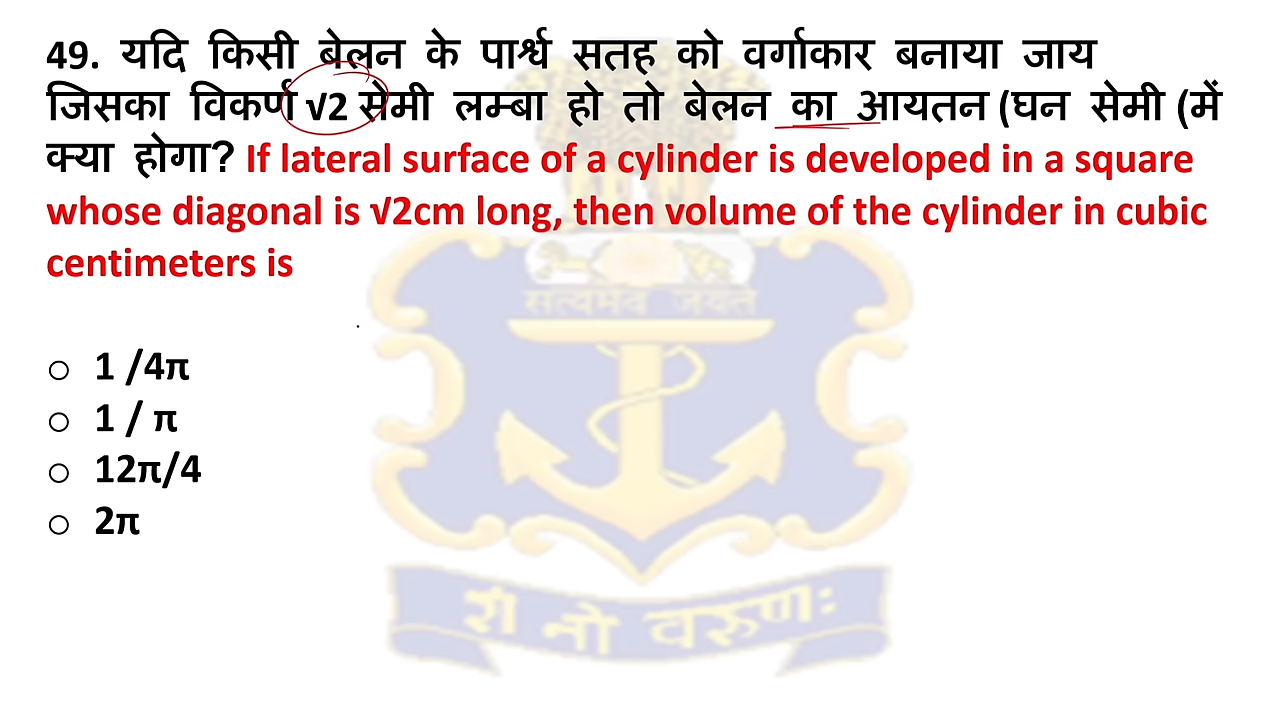 49. यदि किसी बेलन के पार्श्व सतह को वर्गाकार बनाया जाय
जिसका विकर्ण √2 सेमी लम्बा हो तो बेलन का आयतन (घन सेमी (में
क्या होगा? If lateral surface of a cylinder is developed in a square
whose diagonal is √2cm long, then volume of the cylinder in cubic
centimeters is
सत्यमेव जयते
○ 1 /4π
○ 1 / π
○ 12π/4
○ 2π
शं नो वरुणः